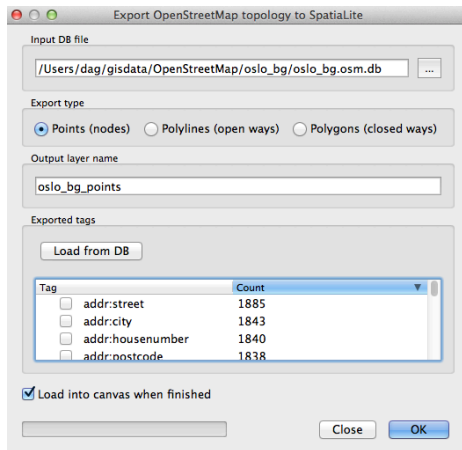 Export OpenStreetMap topology to SpatiaLite
Input DB file
/Users/dag/gisdata/OpenStreetMap/oslo_bg/oslo_bg.osm.db
...
Export type
Points (nodes) Polylines (open ways) Polygons (closed ways)
Output layer name
oslo_bg_points
Exported tags
Load from DB
Tag Count
addr:street 1885
addr:city 1843
addr:housenumber 1840
addr:postcode 1838
Load into canvas when finished
Close OK